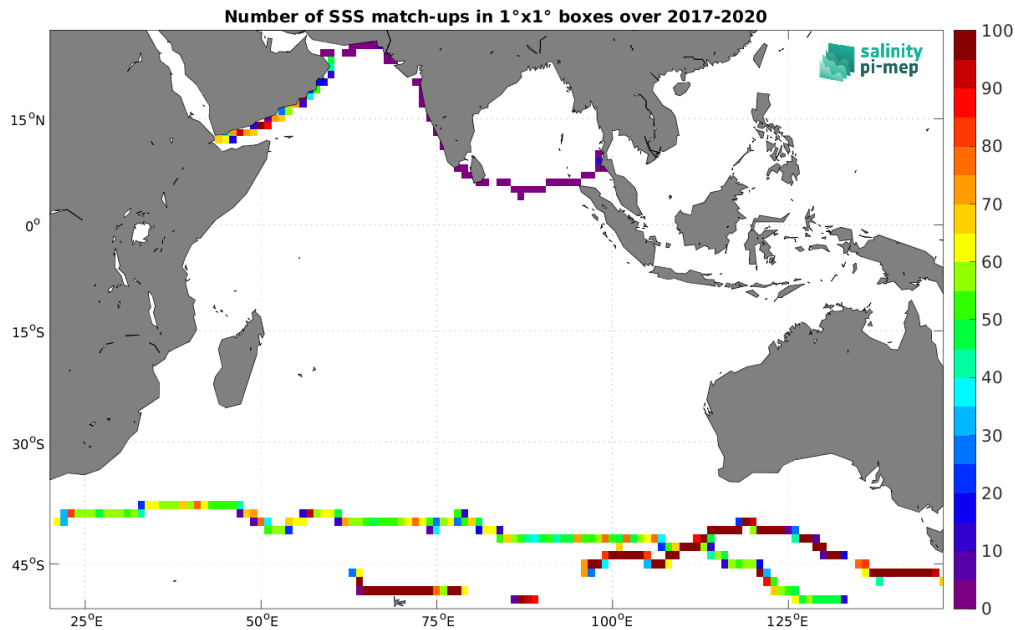 Number of SSS match-ups in 1°x1° boxes over 2017-2020
salinity
pi-mep
15°N
0°
15°S
30°S
45°S
25°E
50°E
75°E
100°E
125°E
100
90
80
70
60
50
40
30
20
10
0